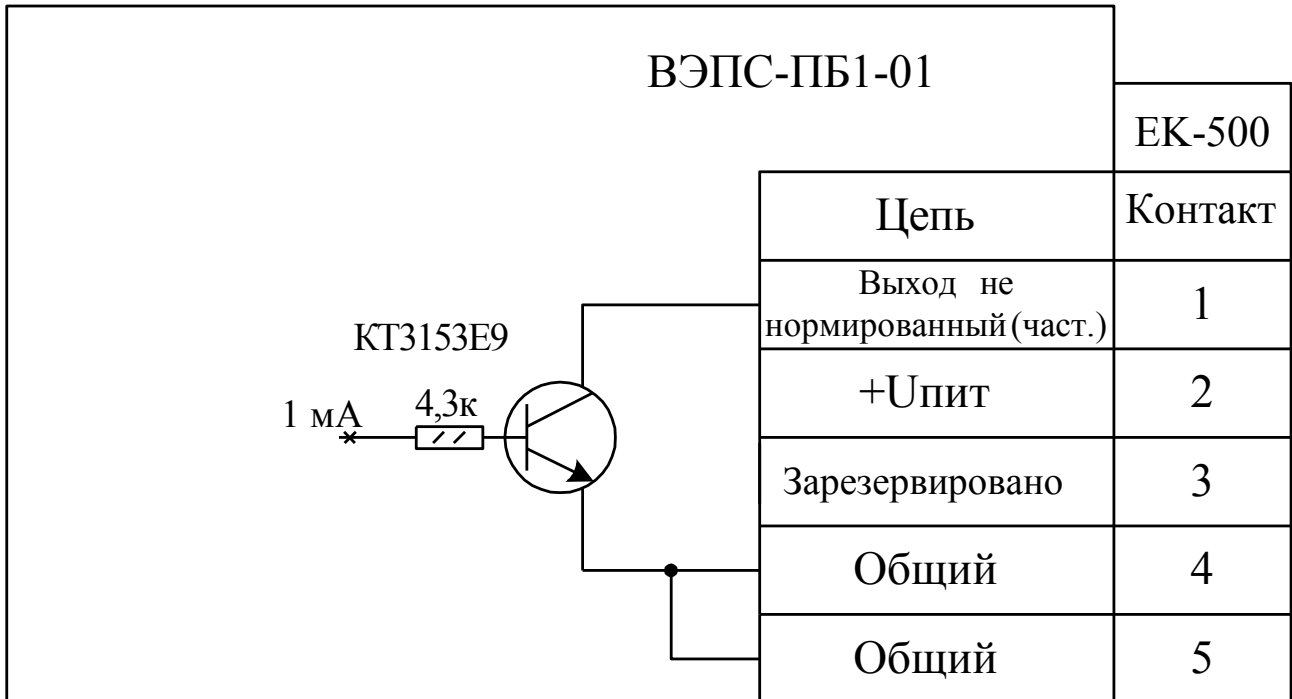 ВЭПС-ПБ1-01
EK-500
Цепь Контакт
Выход не
нормированный (част.) 1
КТ3153Е9
+Uпит 2
1 мА 4,3к
Зарезервировано 3
Общий 4
Общий 5